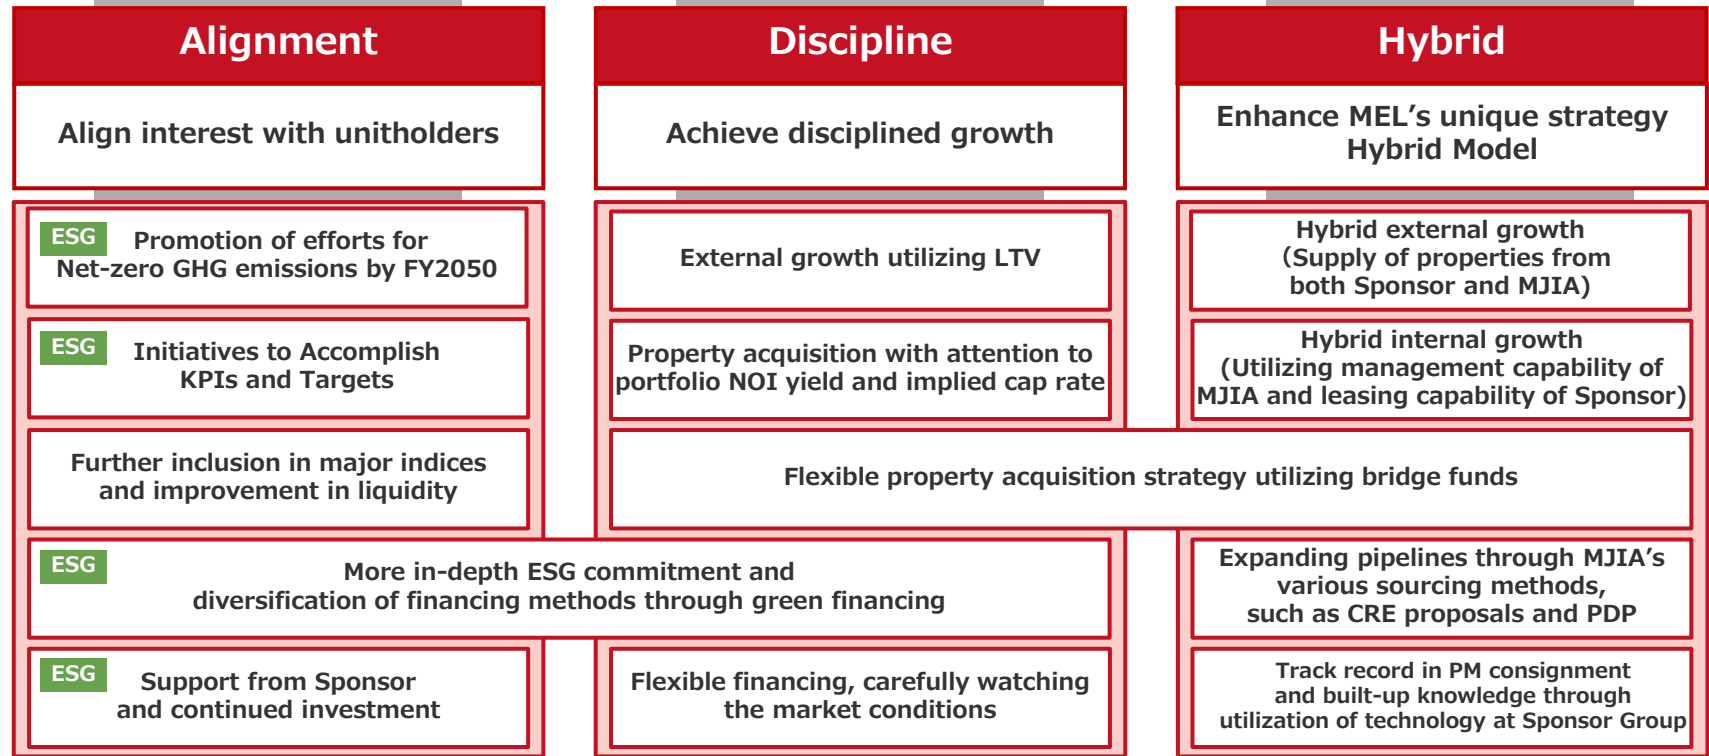 Alignment
Align interest with unitholders
ESG
Promotion of efforts for
Net-zero GHG emissions by FY2050
ESG
Initiatives to Accomplish
KPIs and Targets
Further inclusion in major indices
and improvement in liquidity
ESG
More in-depth ESG commitment and
diversification of financing methods through green financing
ESG
Support from Sponsor
and continued investment
Discipline
Achieve disciplined growth
External growth utilizing LTV
Property acquisition with attention to
portfolio NOI yield and implied cap rate
Flexible property acquisition strategy utilizing bridge funds
Flexible financing, carefully watching
the market conditions
Hybrid
Enhance MEL’s unique strategy
Hybrid Model
Hybrid external growth
（Supply of properties from
both Sponsor and MJIA)
Hybrid internal growth
(Utilizing management capability of
MJIA and leasing capability of Sponsor)
Expanding pipelines through MJIA’s
various sourcing methods,
such as CRE proposals and PDP
Track record in PM consignment
and built-up knowledge through
utilization of technology at Sponsor Group